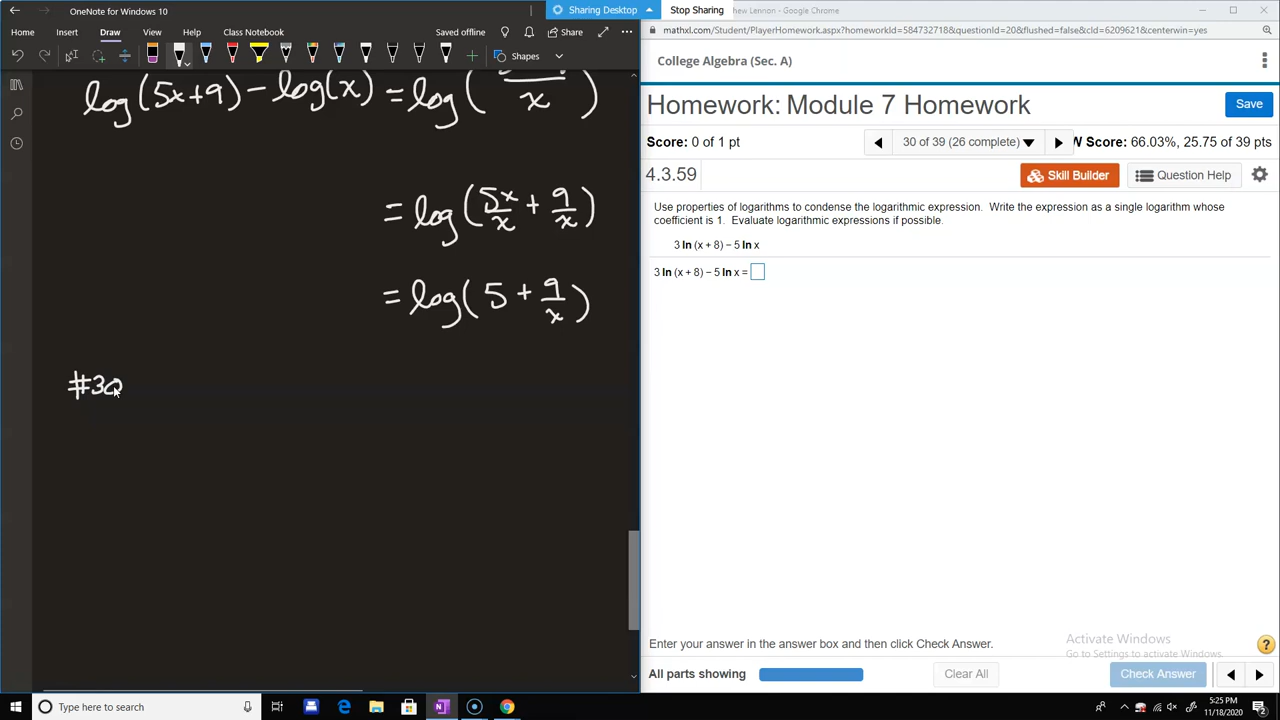 OneNote for Windows 10
Sharing Desktop
Stop Sharing
hew Lennon - Google Chrome
Home Insert Draw View Help Class Notebook Saved offline Share
mathxl.com/Student/PlayerHomework.aspx?homeworkId=584732718&questionId=20&flushed=false&cId=6209621&centerwin=yes
Shapes
College Algebra (Sec. A)
log(5x+9) - log(x) = log( x )
Homework: Module 7 Homework
Save
Score: 0 of 1 pt
30 of 39 (26 complete)
W Score: 66.03%, 25.75 of 39 pts
4.3.59
Skill Builder
Question Help
= log(5x/x + 9/x)
= log(5 + 9/x)
#30
Use properties of logarithms to condense the logarithmic expression. Write the expression as a single logarithm whose
coefficient is 1. Evaluate logarithmic expressions if possible.
3 ln (x + 8) − 5 ln x
3 ln (x + 8) − 5 ln x =
Enter your answer in the answer box and then click Check Answer.
Activate Windows
Go to Settings to activate Windows.
All parts showing
Clear All
Check Answer
Type here to search
5:25 PM
11/18/2020